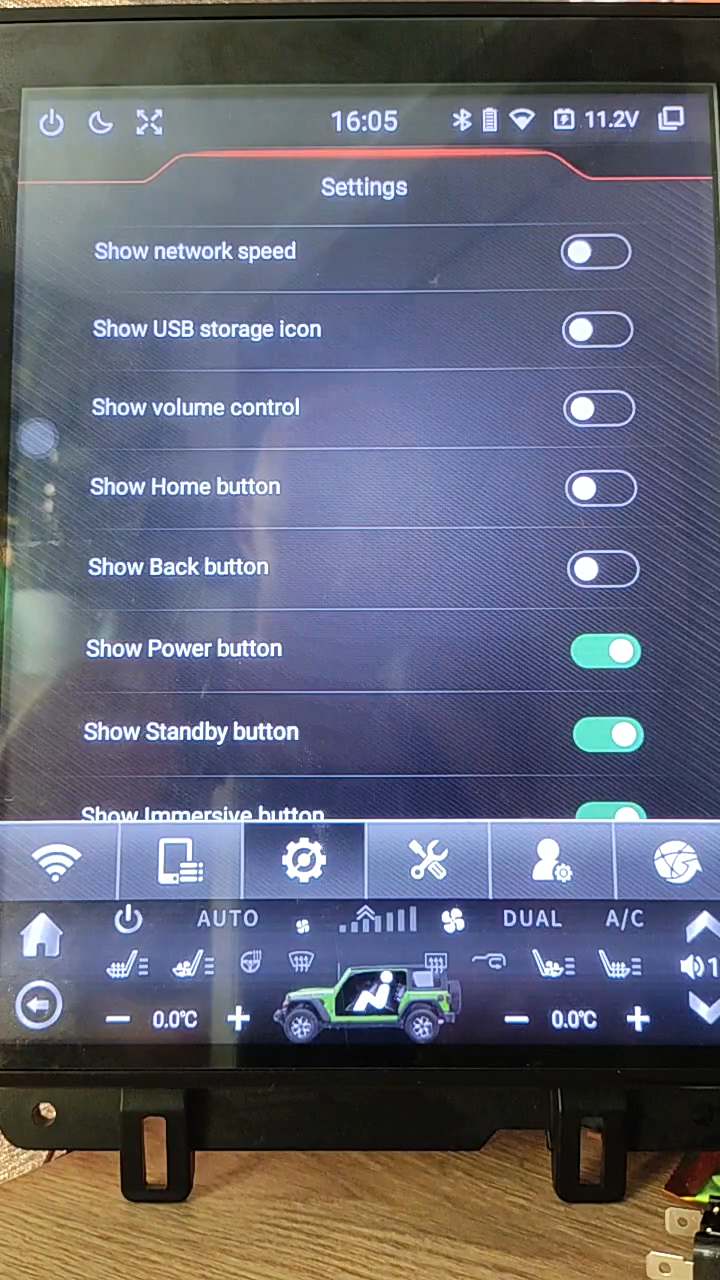 16:05 11.2V
Settings
Show network speed
Show USB storage icon
Show volume control
Show Home button
Show Back button
Show Power button
Show Standby button
Show Immersive button
AUTO DUAL A/C
1
− 0.0°C + − 0.0°C +